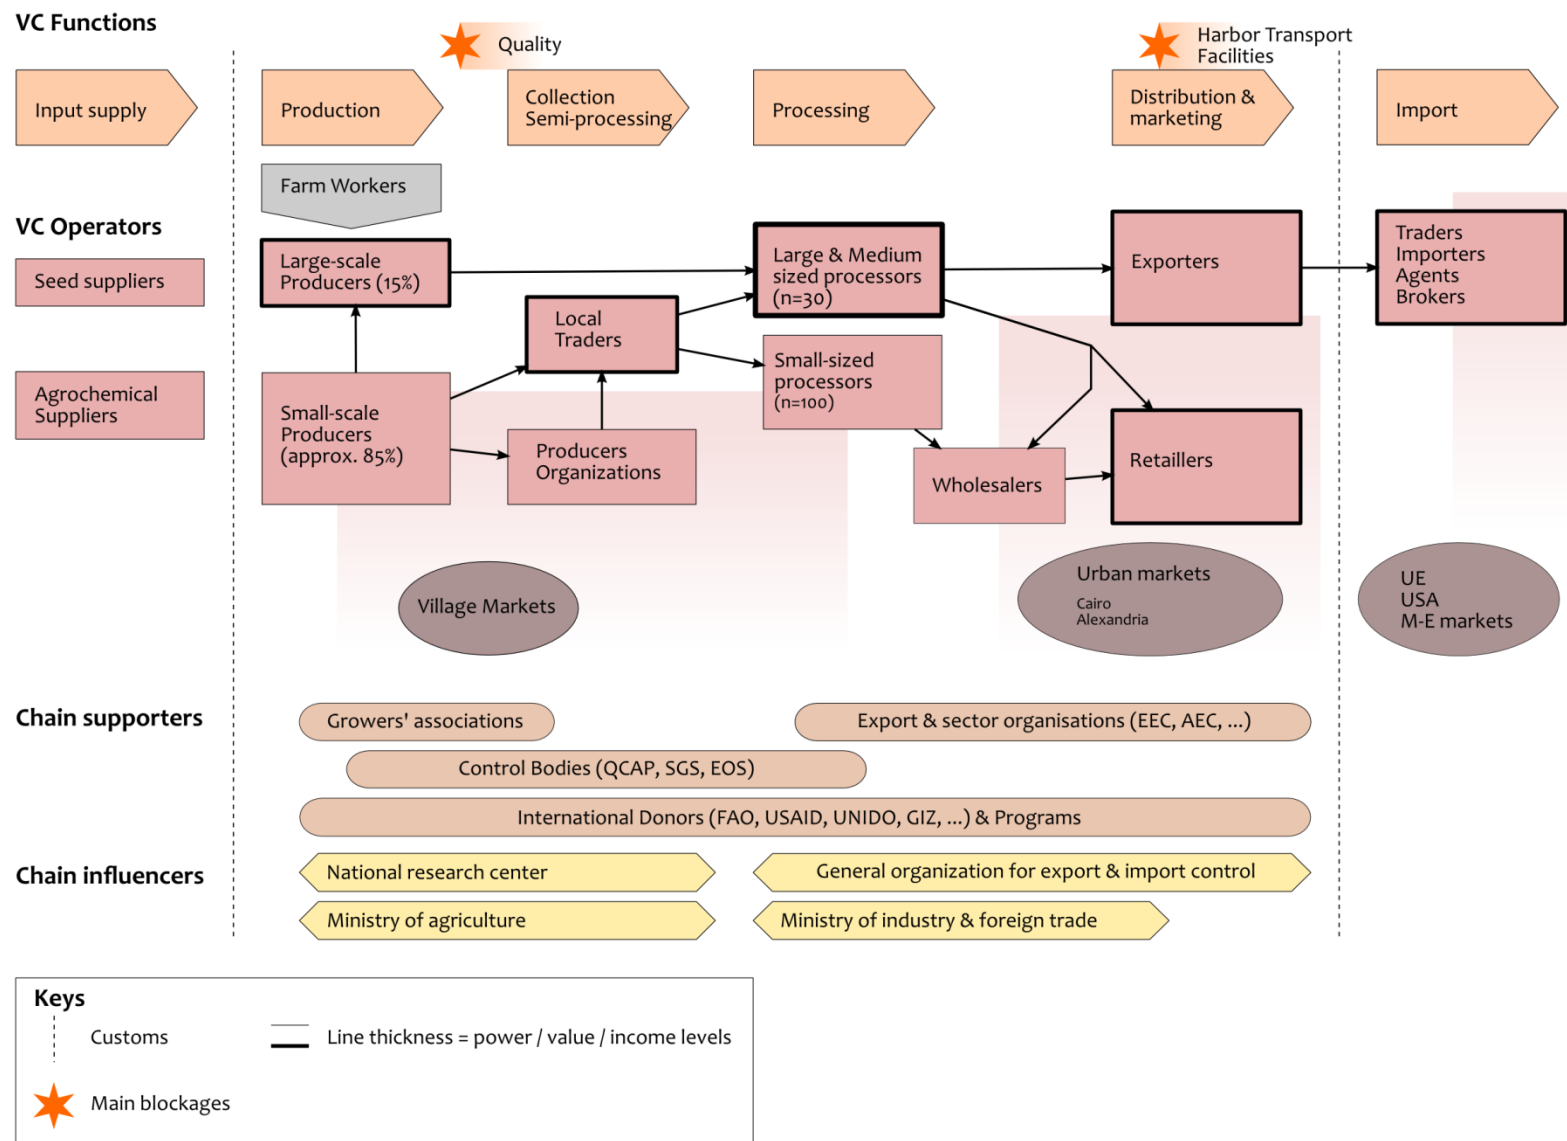 VC Functions
Quality
Harbor Transport
Facilities
Input supply
Production
Collection
Semi-processing
Processing
Distribution &
marketing
Import
Farm Workers
VC Operators
Seed suppliers
Agrochemical
Suppliers
Large-scale
Producers (15%)
Small-scale
Producers
(approx. 85%)
Local
Traders
Producers
Organizations
Large & Medium
sized processors
(n=30)
Small-sized
processors
(n=100)
Wholesalers
Exporters
Retaillers
Traders
Importers
Agents
Brokers
Village Markets
Urban markets
Cairo
Alexandria
UE
USA
M-E markets
Chain supporters
Growers' associations
Export & sector organisations (EEC, AEC, ...)
Control Bodies (QCAP, SGS, EOS)
International Donors (FAO, USAID, UNIDO, GIZ, ...) & Programs
Chain influencers
National research center
General organization for export & import control
Ministry of agriculture
Ministry of industry & foreign trade
Keys
Customs
Line thickness = power / value / income levels
Main blockages